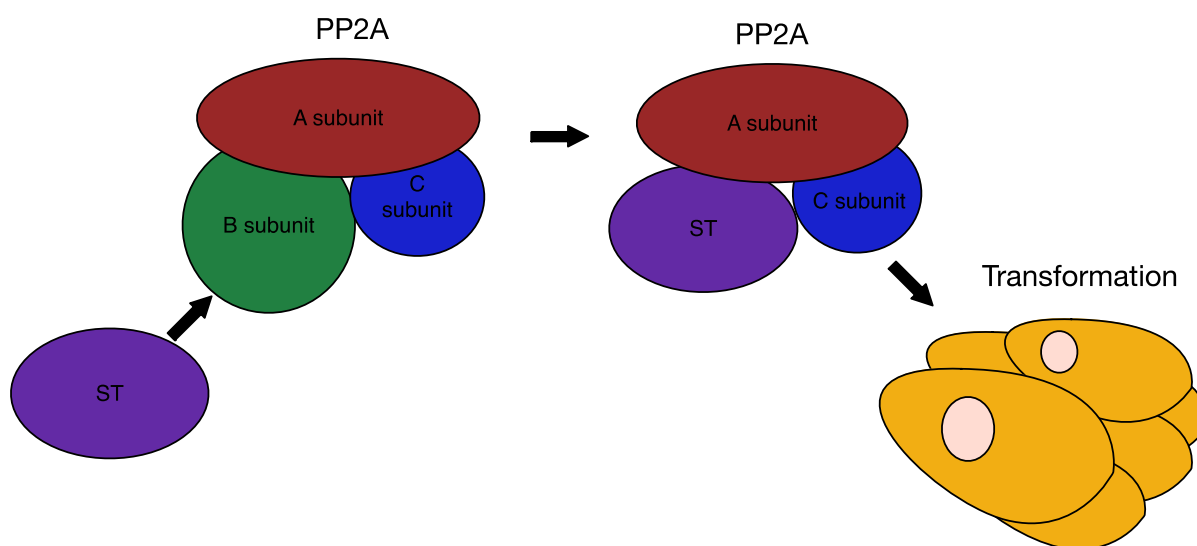 PP2A
A subunit
B subunit
C
subunit
ST
PP2A
A subunit
ST
C subunit
Transformation